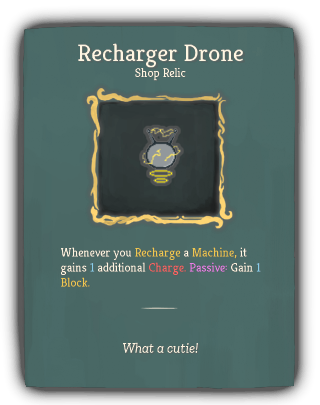 Recharger Drone
Shop Relic
Whenever you Recharge a Machine, it
gains 1 additional Charge. Passive: Gain 1
Block.
What a cutie!